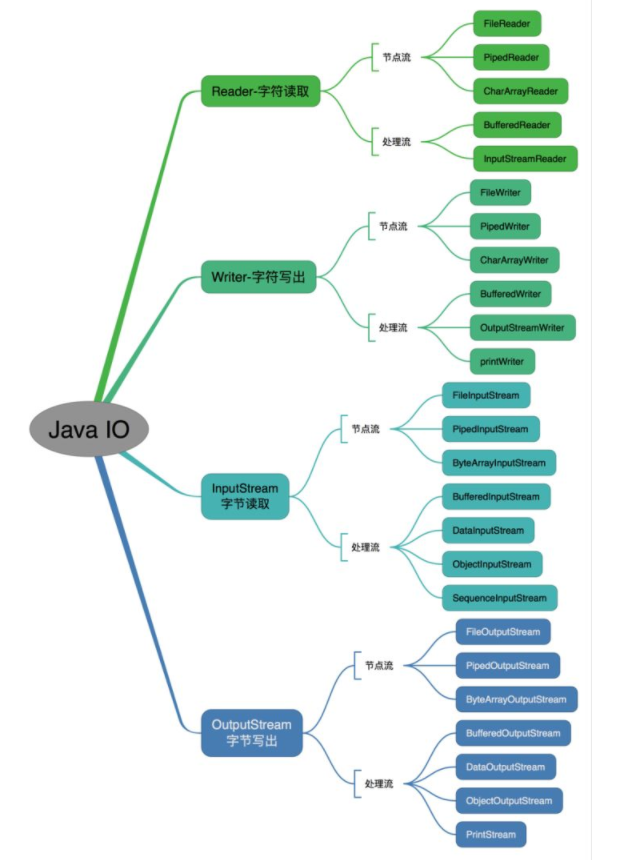 Java IO
Reader-字符读取
节点流
FileReader
PipedReader
CharArrayReader
处理流
BufferedReader
InputStreamReader
Writer-字符写出
节点流
FileWriter
PipedWriter
CharArrayWriter
处理流
BufferedWriter
OutputStreamWriter
printWriter
InputStream
字节读取
节点流
FileInputStream
PipedInputStream
ByteArrayInputStream
处理流
BufferedInputStream
DataInputStream
ObjectInputStream
SequenceInputStream
OutputStream
字节写出
节点流
FileOutputStream
PipedOutputStream
ByteArrayOutputStream
处理流
BufferedOutputStream
DataOutputStream
ObjectOutputStream
PrintStream